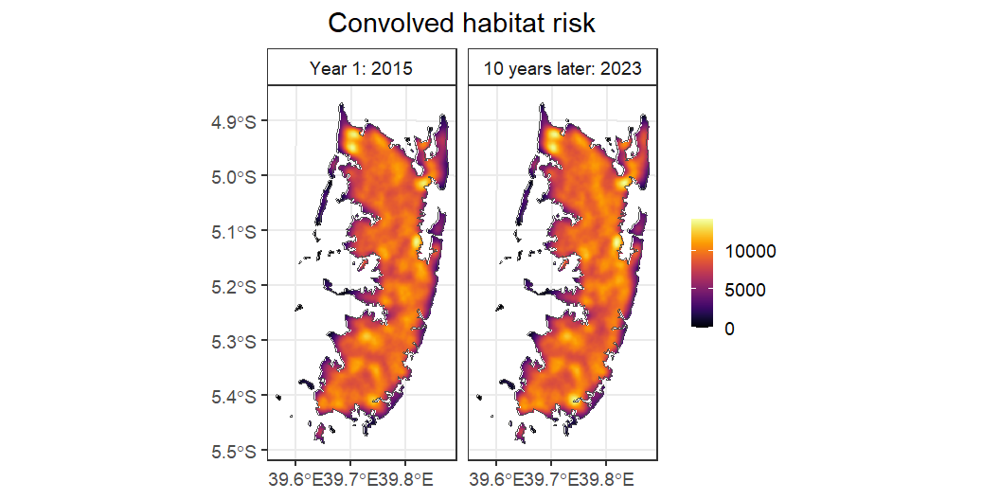 Convolved habitat risk
Year 1: 2015
10 years later: 2023
4.9°S
5.0°S
5.1°S
5.2°S
5.3°S
5.4°S
5.5°S
39.6°E39.7°E39.8°E
39.6°E39.7°E39.8°E
10000
5000
0